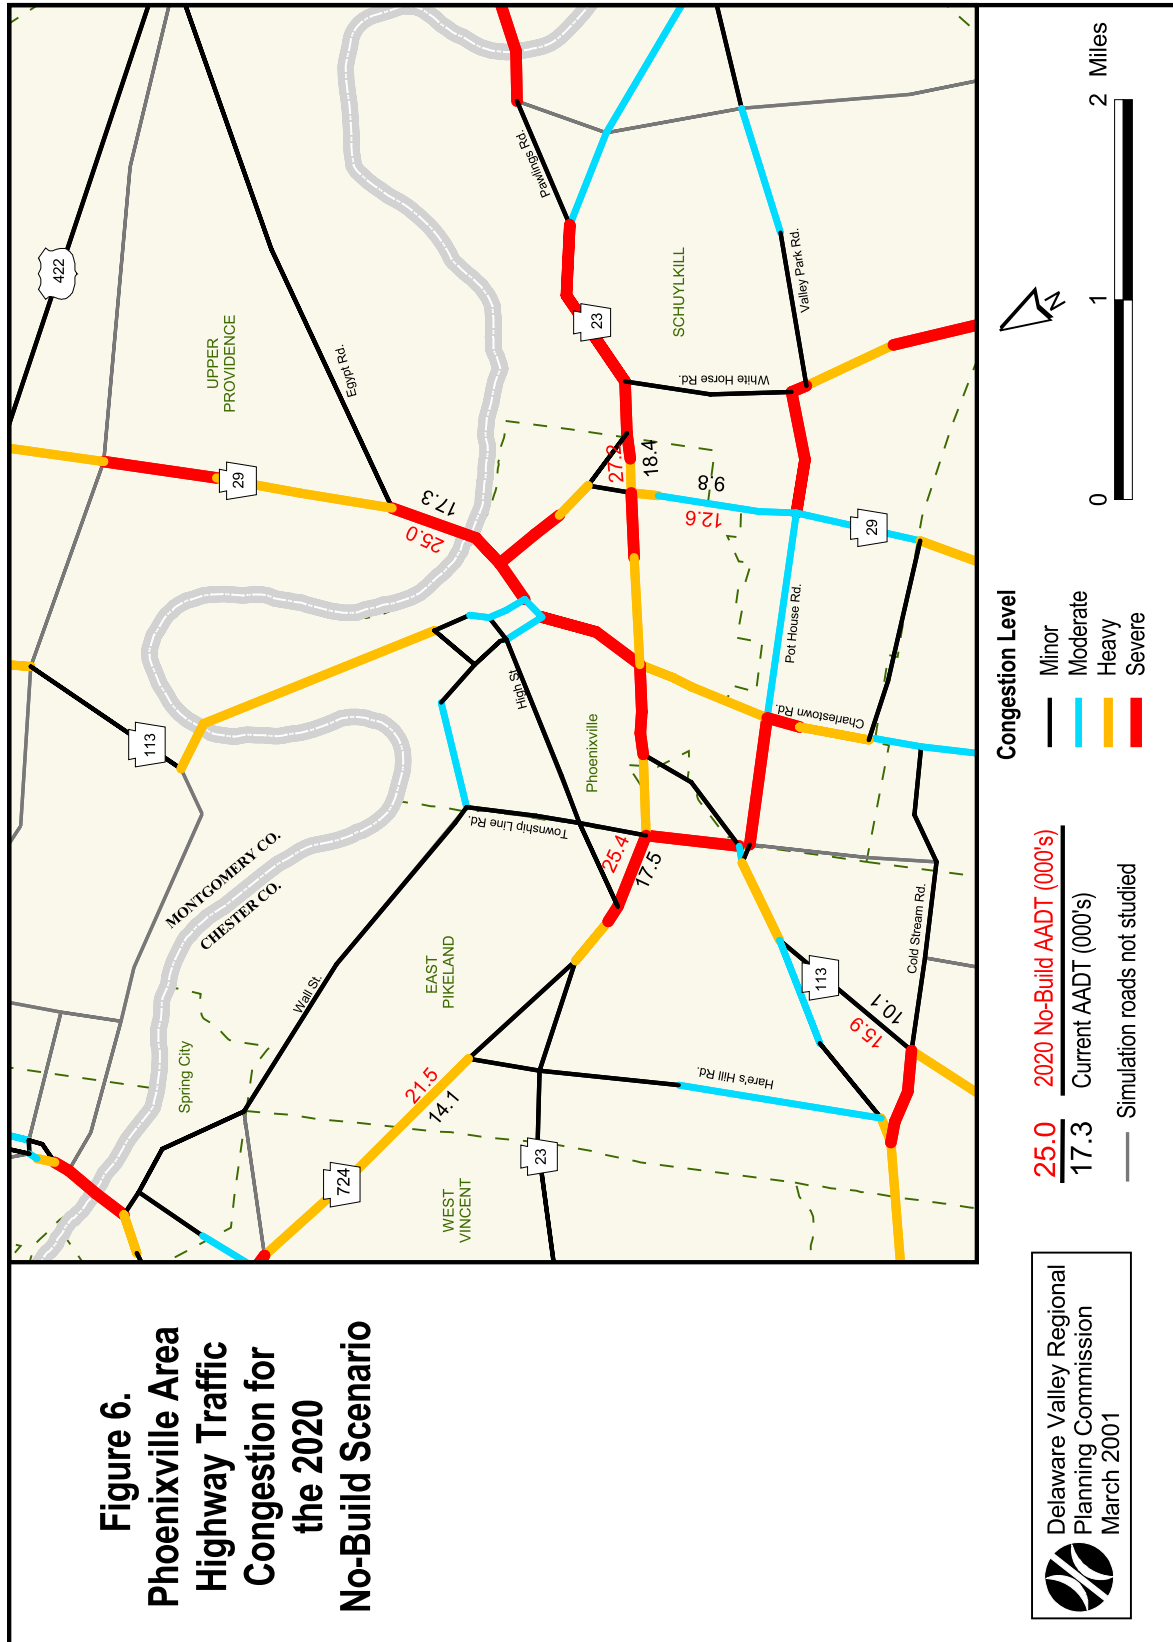 Figure 6.
Phoenixville Area
Highway Traffic
Congestion for
the 2020
No-Build Scenario
422
UPPER
PROVIDENCE
Egypt Rd.
29
17.3
25.0
Pawlings Rd.
23
SCHUYLKILL
White Horse Rd.
Valley Park Rd.
18.4
9.8
12.6
29
Pot House Rd.
113
High St.
Phoenixville
Charlestown Rd.
Township Line Rd.
25.4
17.5
MONTGOMERY CO.
CHESTER CO.
Wall St.
EAST
PIKELAND
Spring City
21.5
14.1
724
WEST
VINCENT
23
Hare's Hill Rd.
113
15.9
10.1
Cold Stream Rd.
N
0
1
2
Miles
Congestion Level
Minor
Moderate
Heavy
Severe
25.0
2020 No-Build AADT (000's)
17.3
Current AADT (000's)
Simulation roads not studied
Delaware Valley Regional
Planning Commission
March 2001